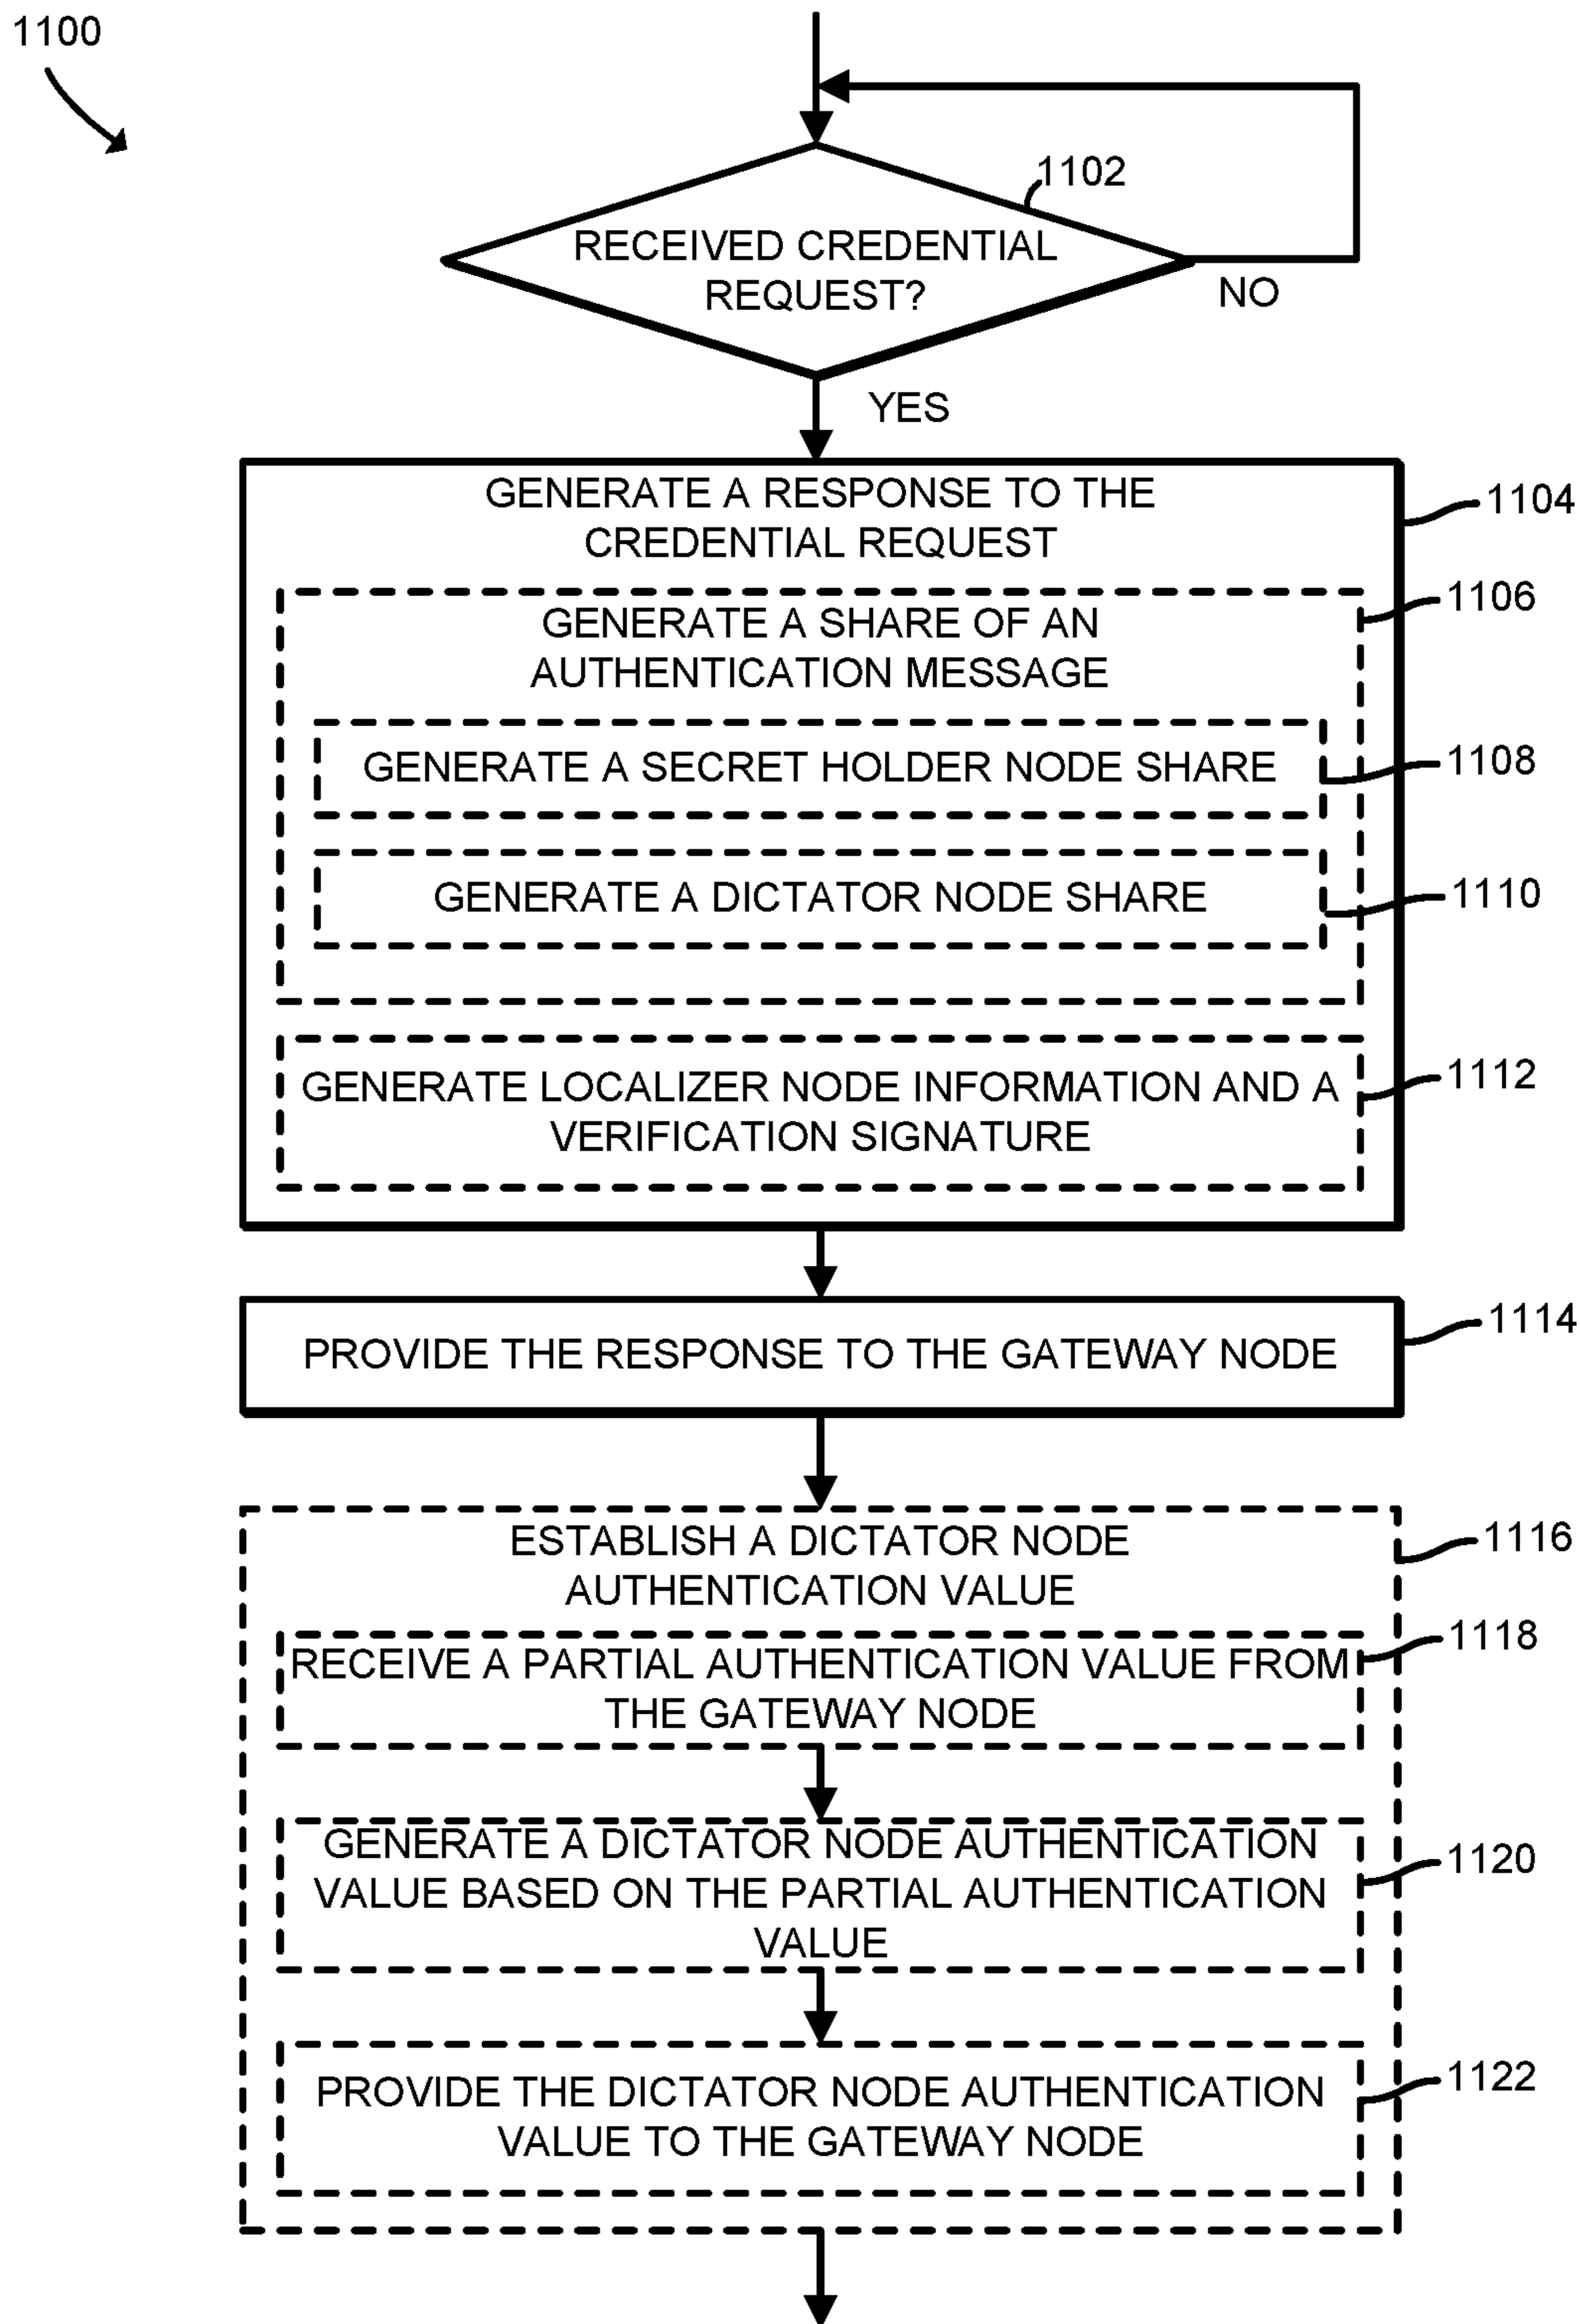 1100
1102
RECEIVED CREDENTIAL
REQUEST?
NO
YES
GENERATE A RESPONSE TO THE
CREDENTIAL REQUEST
1104
GENERATE A SHARE OF AN
AUTHENTICATION MESSAGE
1106
GENERATE A SECRET HOLDER NODE SHARE
1108
GENERATE A DICTATOR NODE SHARE
1110
GENERATE LOCALIZER NODE INFORMATION AND A
VERIFICATION SIGNATURE
1112
PROVIDE THE RESPONSE TO THE GATEWAY NODE
1114
ESTABLISH A DICTATOR NODE
AUTHENTICATION VALUE
1116
RECEIVE A PARTIAL AUTHENTICATION VALUE FROM
THE GATEWAY NODE
1118
GENERATE A DICTATOR NODE AUTHENTICATION
VALUE BASED ON THE PARTIAL AUTHENTICATION
VALUE
1120
PROVIDE THE DICTATOR NODE AUTHENTICATION
VALUE TO THE GATEWAY NODE
1122